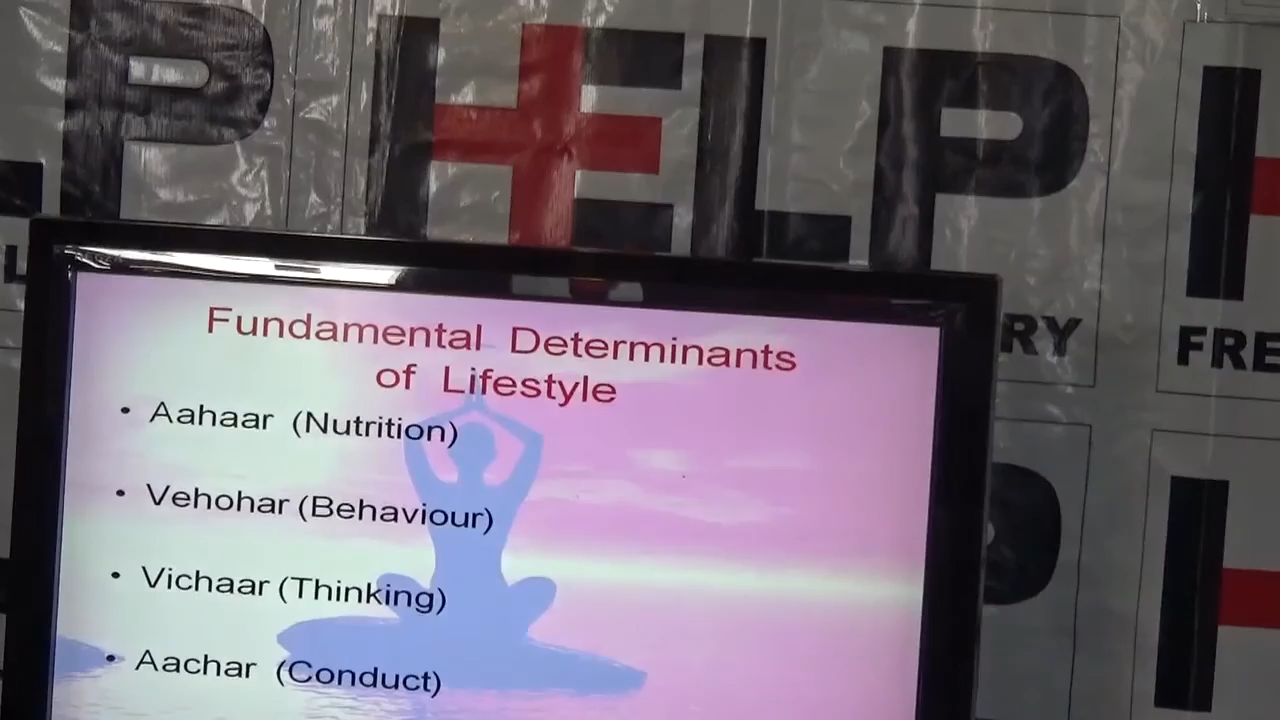 HELP
RY
FRE
Fundamental Determinants
of Lifestyle
• Aahaar (Nutrition)
• Vehohar (Behaviour)
• Vichaar (Thinking)
• Aachar (Conduct)